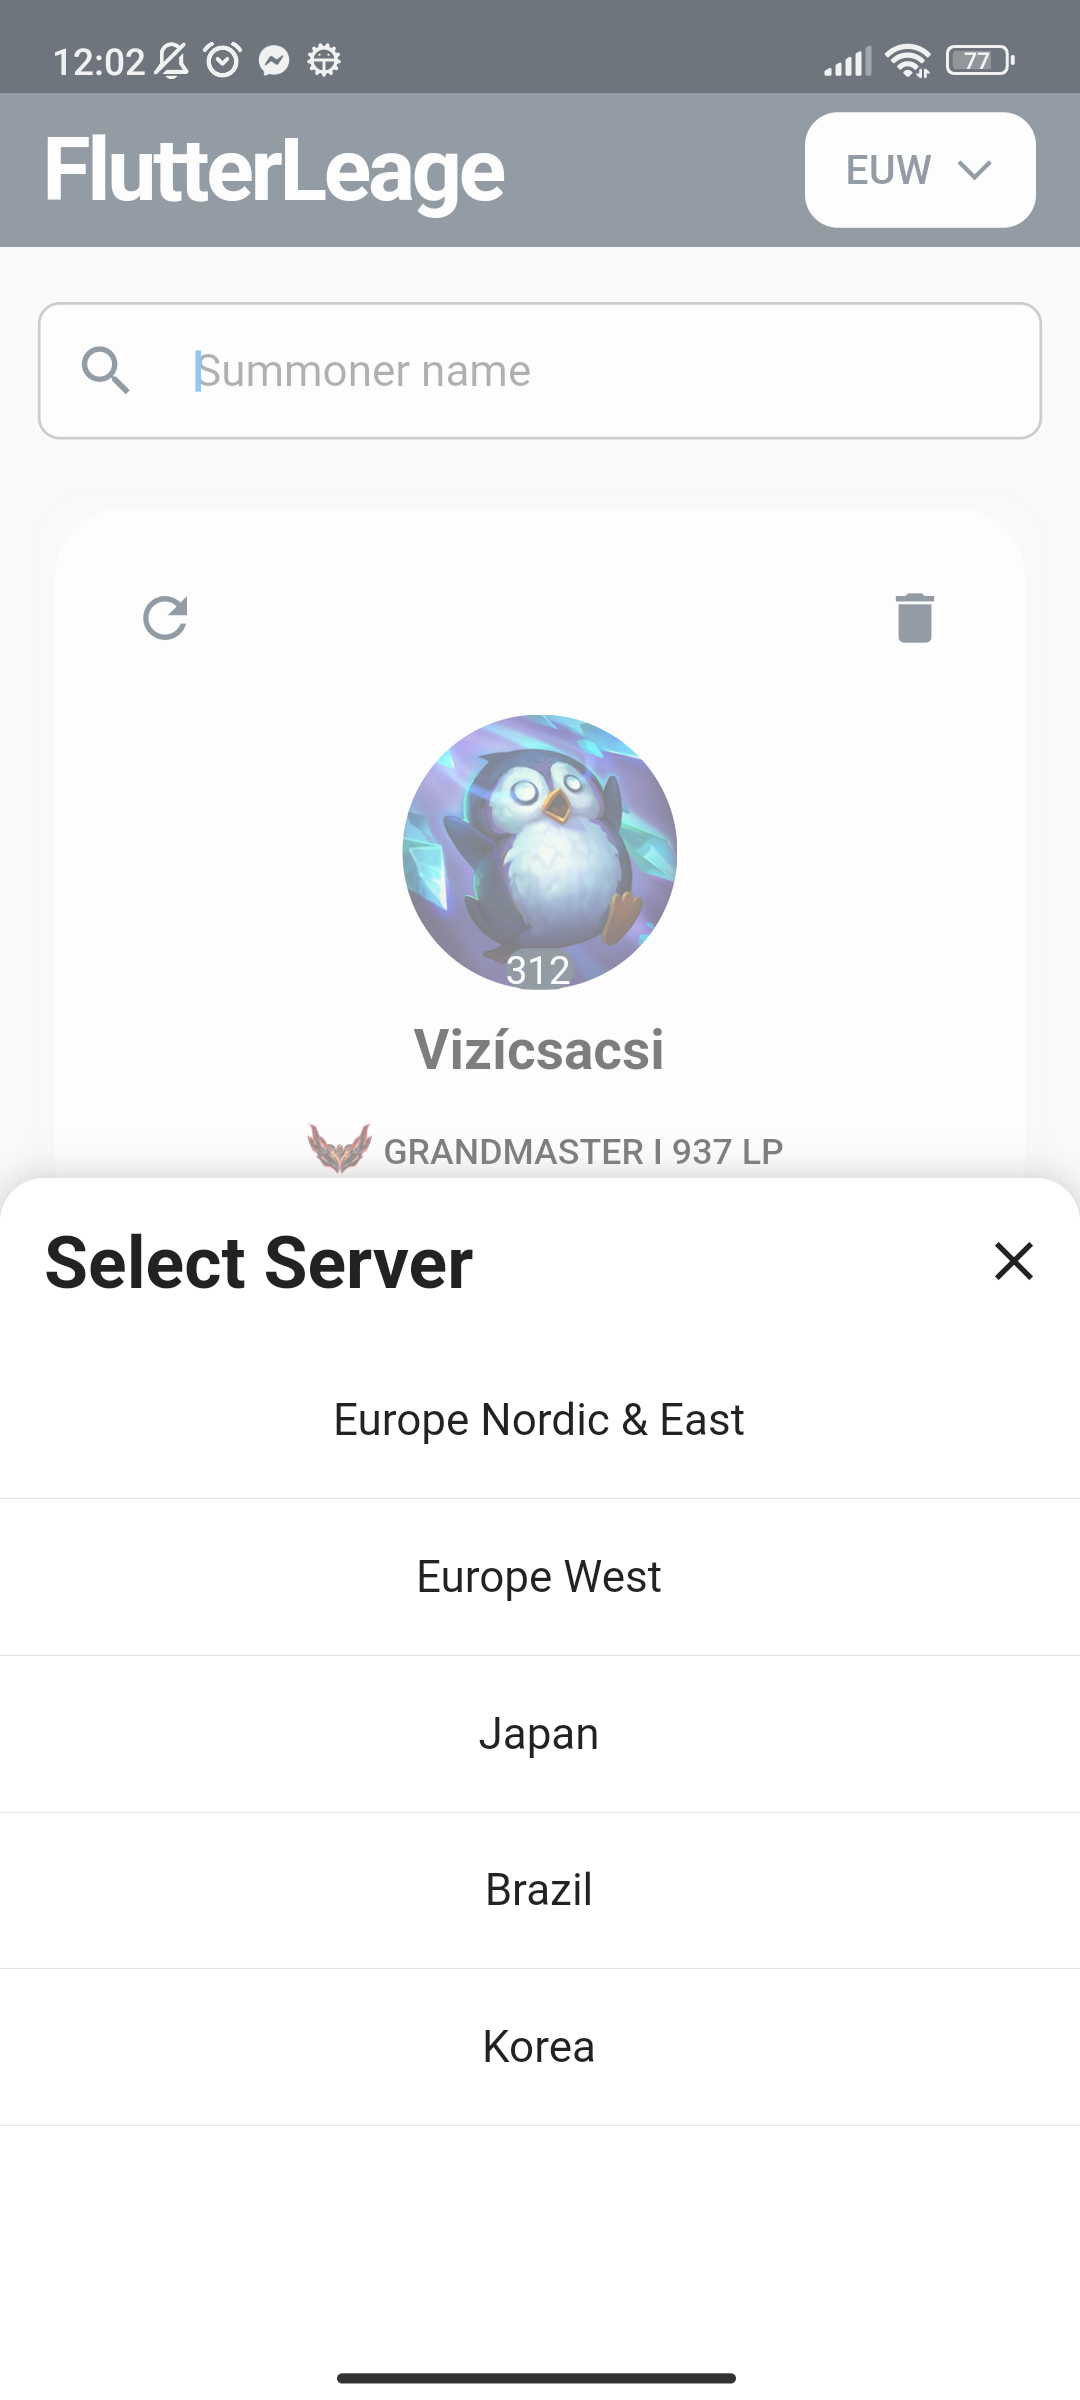 12:02
77
FlutterLeage
EUW
Summoner name
312
Vizícsacsi
GRANDMASTER I 937 LP
Select Server
Europe Nordic & East
Europe West
Japan
Brazil
Korea